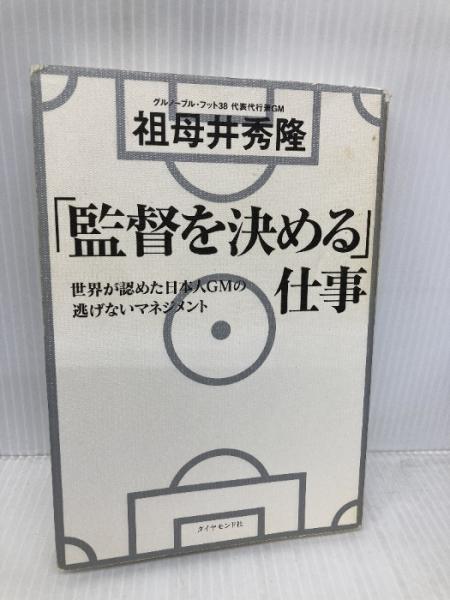 グルノーブル・フット38 代表代行兼GM
祖母井秀隆
「監督を決める」
仕事
世界が認めた日本人GMの
逃げないマネジメント
ダイヤモンド社